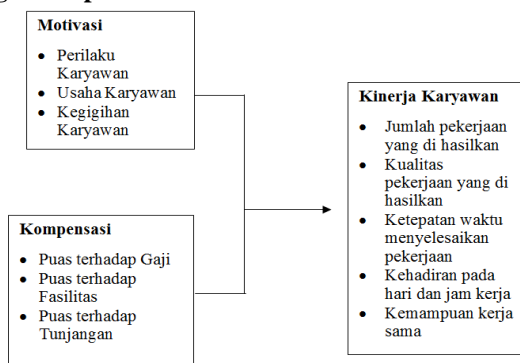 Motivasi
• Perilaku
Karyawan
• Usaha Karyawan
• Kegigihan
Karyawan
Kompensasi
• Puas terhadap Gaji
• Puas terhadap
Fasilitas
• Puas terhadap
Tunjangan
Kinerja Karyawan
• Jumlah pekerjaan
yang di hasilkan
• Kualitas
pekerjaan yang di
hasilkan
• Ketepatan waktu
menyelesaikan
pekerjaan
• Kehadiran pada
hari dan jam kerja
• Kemampuan kerja
sama